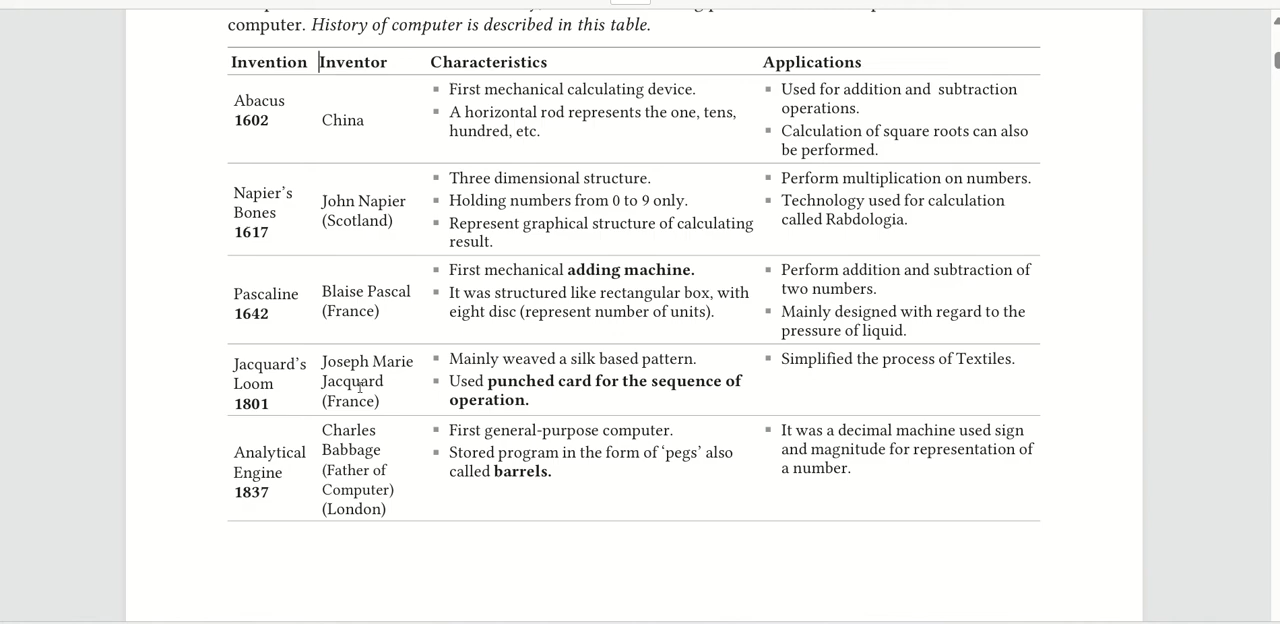 computer. History of computer is described in this table.
Invention Inventor Characteristics Applications
Abacus
1602
China
▪ First mechanical calculating device.
▪ A horizontal rod represents the one, tens,
hundred, etc.
▪ Used for addition and subtraction
operations.
▪ Calculation of square roots can also
be performed.
Napier’s
Bones
1617
John Napier
(Scotland)
▪ Three dimensional structure.
▪ Holding numbers from 0 to 9 only.
▪ Represent graphical structure of calculating
result.
▪ Perform multiplication on numbers.
▪ Technology used for calculation
called Rabdologia.
Pascaline
1642
Blaise Pascal
(France)
▪ First mechanical adding machine.
▪ It was structured like rectangular box, with
eight disc (represent number of units).
▪ Perform addition and subtraction of
two numbers.
▪ Mainly designed with regard to the
pressure of liquid.
Jacquard’s
Loom
1801
Joseph Marie
Jacquard
(France)
▪ Mainly weaved a silk based pattern.
▪ Used punched card for the sequence of
operation.
▪ Simplified the process of Textiles.
Analytical
Engine
1837
Charles
Babbage
(Father of
Computer)
(London)
▪ First general-purpose computer.
▪ Stored program in the form of ‘pegs’ also
called barrels.
▪ It was a decimal machine used sign
and magnitude for representation of
a number.